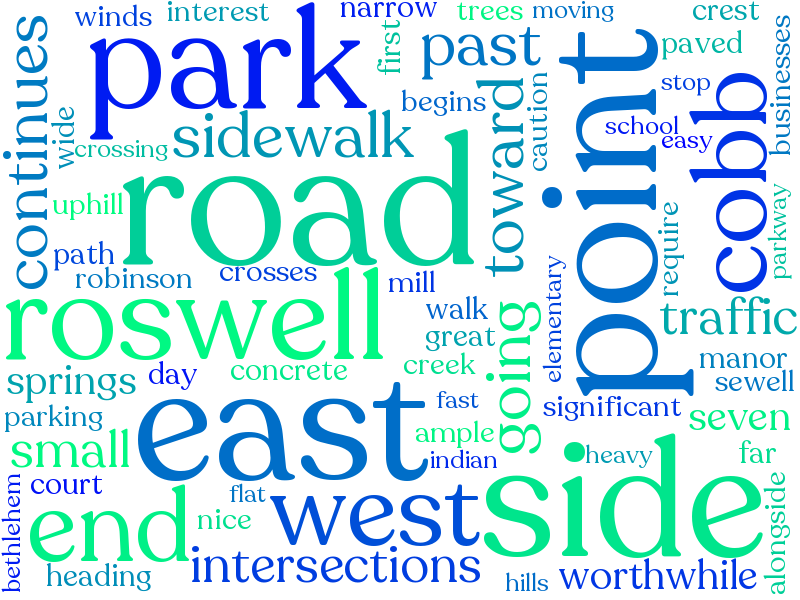 winds
interest
narrow
trees
moving
crest
park
first
past
point
paved
continues
wide
begins
toward
caution
stop
cobb
businesses
sidewalk
crossing
school
easy
road
uphill
path
robinson
crosses
mill
require
parkway
roswell
walk
great
elementary
traffic
springs
day
concrete
creek
going
manor
sewell
parking
east
fast
significant
seven
small
ample
indian
side
heavy
far
bethlehem
court
flat
west
alongside
end
nice
heading
intersections
hills
worthwhile